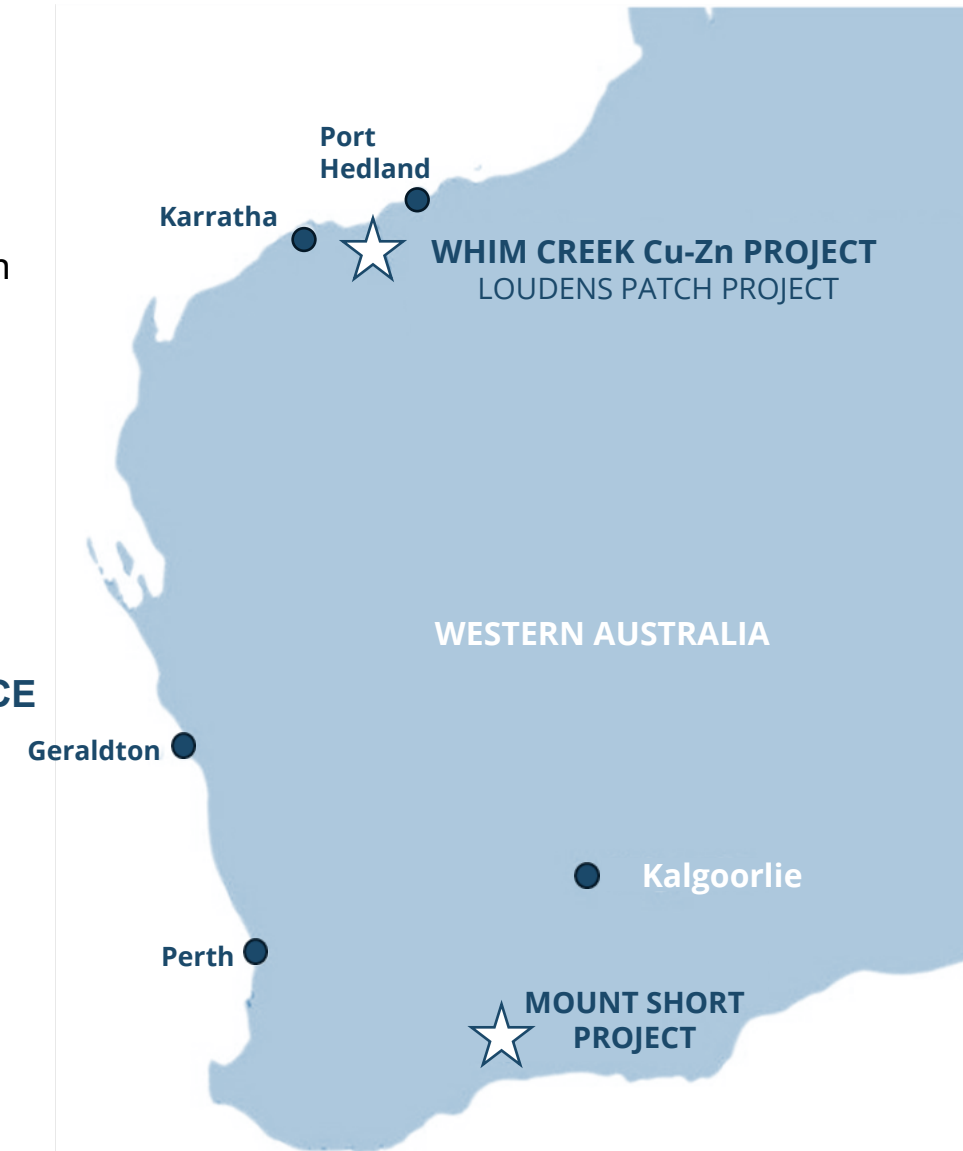 Port
Hedland
Karratha
WHIM CREEK Cu-Zn PROJECT
LOUDENS PATCH PROJECT
WESTERN AUSTRALIA
CE
Geraldton
Kalgoorlie
Perth
MOUNT SHORT
PROJECT